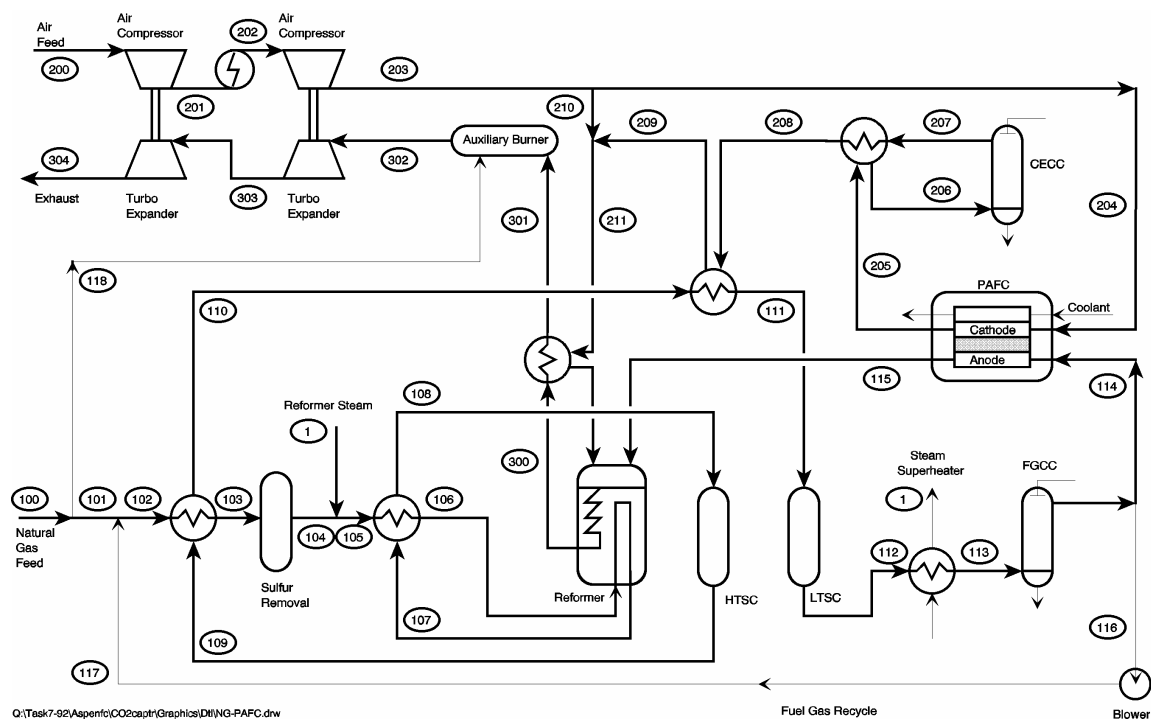 Air
Feed
200
Air
Compressor
201
202
Air
Compressor
203
210
209
208
207
CECC
Auxiliary Burner
302
304
Exhaust
Turbo
Expander
303
Turbo
Expander
301
211
206
204
205
118
110
111
PAFC
Coolant
Cathode
Anode
115
114
Reformer Steam
1
108
300
Steam
Superheater
1
FGCC
100
101
102
103
104
105
106
Natural
Gas
Feed
Sulfur
Removal
Reformer
107
HTSC
LTSC
112
113
109
116
117
Fuel Gas Recycle
Blower
Q:\Task7-92\Aspenfc\CO2captr\Graphics\Dtl\NG-PAFC.drw